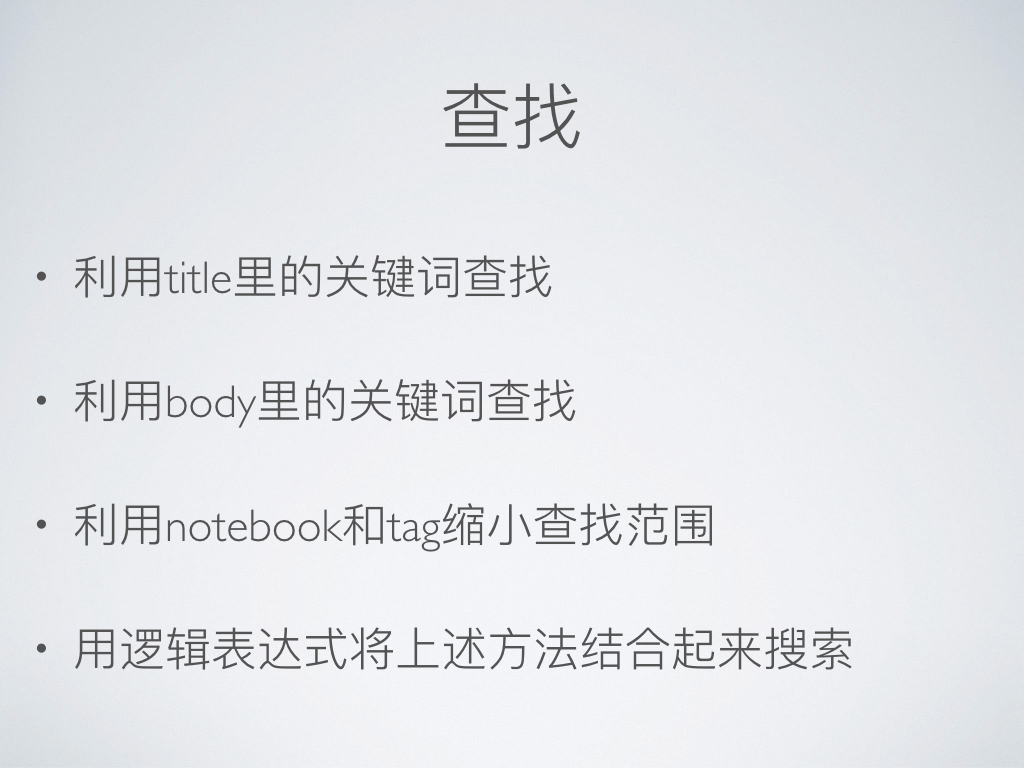 查找
• 利用title里的关键词查找
• 利用body里的关键词查找
• 利用notebook和tag缩小查找范围
• 用逻辑表达式将上述方法结合起来搜索